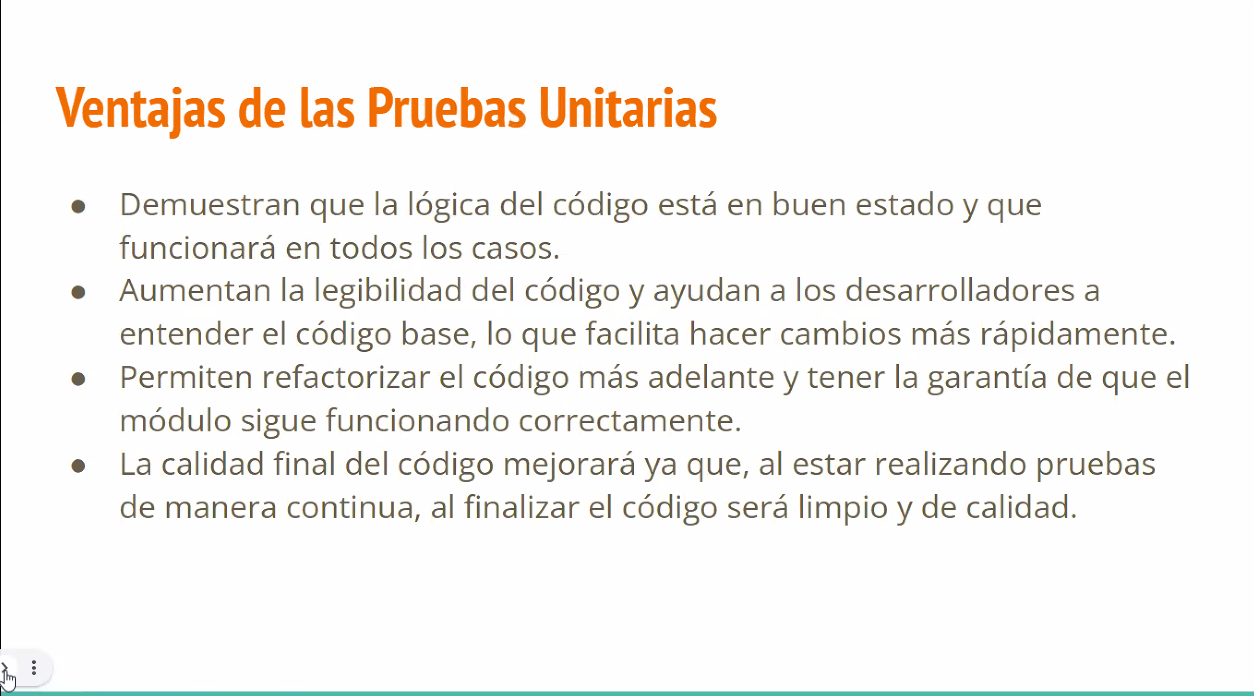 Ventajas de las Pruebas Unitarias
● Demuestran que la lógica del código está en buen estado y que
funcionará en todos los casos.
● Aumentan la legibilidad del código y ayudan a los desarrolladores a
entender el código base, lo que facilita hacer cambios más rápidamente.
● Permiten refactorizar el código más adelante y tener la garantía de que el
módulo sigue funcionando correctamente.
● La calidad final del código mejorará ya que, al estar realizando pruebas
de manera continua, al finalizar el código será limpio y de calidad.